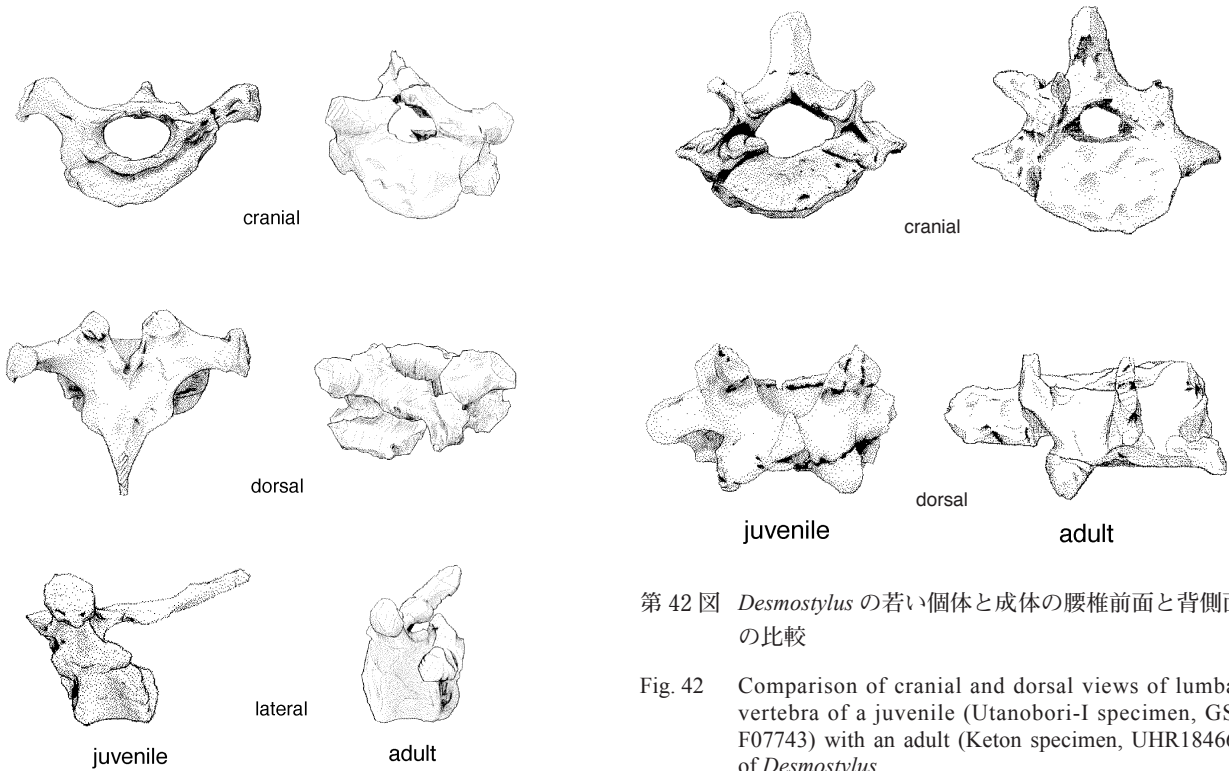 cranial
dorsal
lateral
juvenile
adult
cranial
dorsal
juvenile
adult
第 42 図 Desmostylus の若い個体と成体の腰椎前面と背側面
の比較
Fig. 42 Comparison of cranial and dorsal views of lumba
vertebra of a juvenile (Utanobori-I specimen, GS
F07743) with an adult (Keton specimen, UHR18466
of Desmostylus